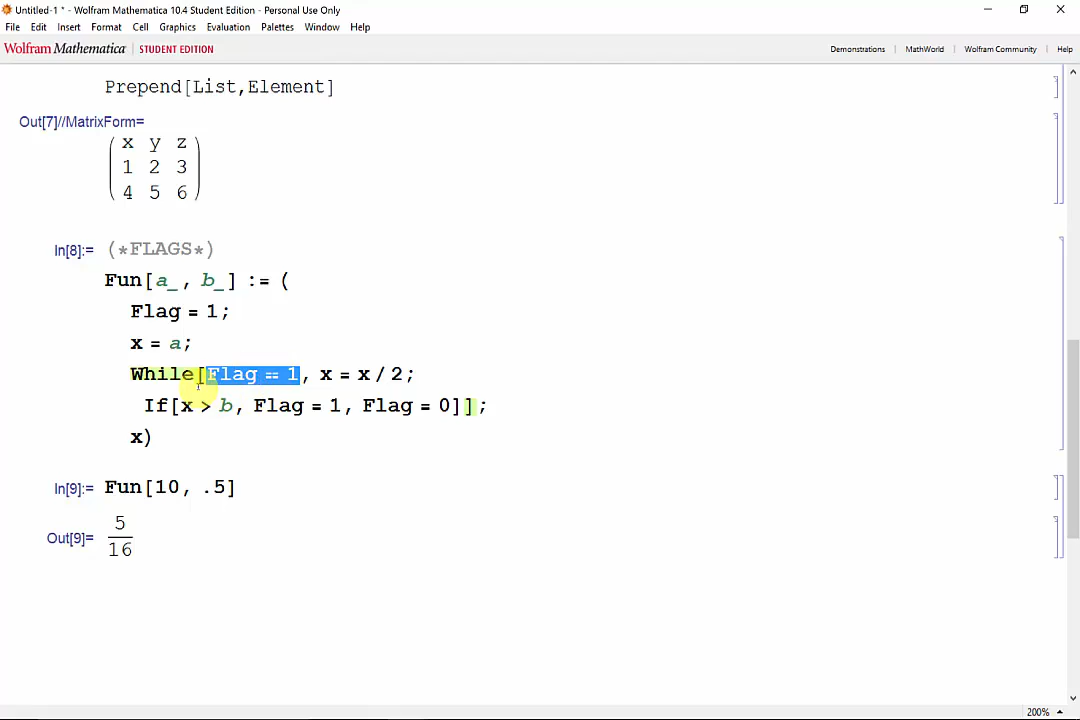 Untitled-1 * - Wolfram Mathematica 10.4 Student Edition - Personal Use Only
File Edit Insert Format Cell Graphics Evaluation Palettes Window Help
Wolfram Mathematica | STUDENT EDITION Demonstrations | MathWorld | Wolfram Community | Help
Prepend[List,Element]
Out[7]//MatrixForm=
x y z
1 2 3
4 5 6
In[8]:= (*FLAGS*)
Fun[a_, b_] := (
Flag = 1;
x = a;
While[Flag == 1, x = x / 2;
If[x > b, Flag = 1, Flag = 0]];
x)
In[9]:= Fun[10, .5]
Out[9]= 5
16
200%